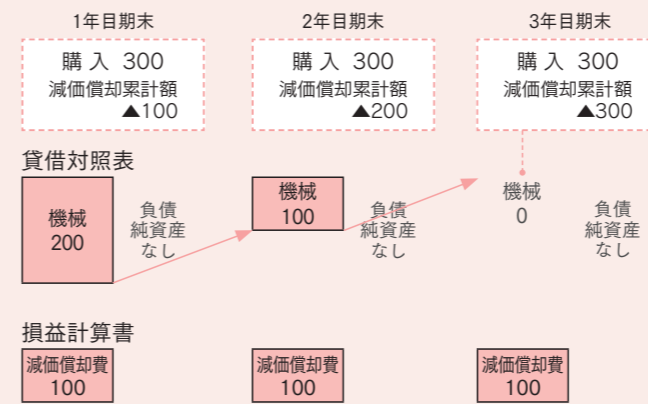 1年目期末
2年目期末
3年目期末
購入 300
減価償却累計額
▲100
購入 300
減価償却累計額
▲200
購入 300
減価償却累計額
▲300
貸借対照表
機械
200
負債
純資産
なし
機械
100
負債
純資産
なし
機械
0
負債
純資産
なし
損益計算書
減価償却費
100
減価償却費
100
減価償却費
100